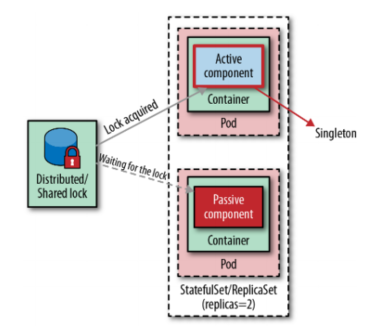 Active
component
Container
Pod
Lock acquired
Singleton
Distributed/
Shared lock
Waiting for the lock
Passive
component
Container
Pod
StatefulSet/ReplicaSet
(replicas=2)